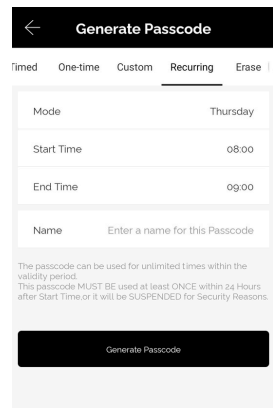 Generate Passcode
Timed One-time Custom Recurring Erase
Mode Thursday
Start Time 08:00
End Time 09:00
Name Enter a name for this Passcode
The passcode can be used for unlimited times within the
validity period.
This passcode MUST BE used at least ONCE within 24 Hours
after Start Time,or it will be SUSPENDED for Security Reasons.
Generate Passcode